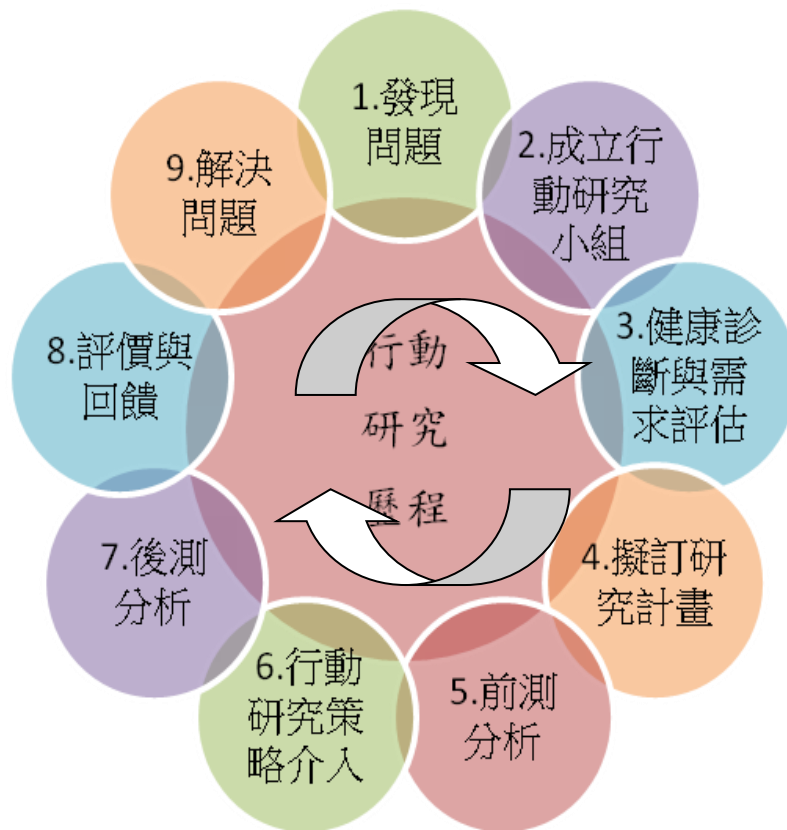 1.發現
問題
2.成立行
動研究
小組
3.健康診
斷與需
求評估
4.擬訂研
究計畫
5.前測
分析
6.行動
研究策
略介入
7.後測
分析
8.評價與
回饋
9.解決
問題
行動
研究
歷程